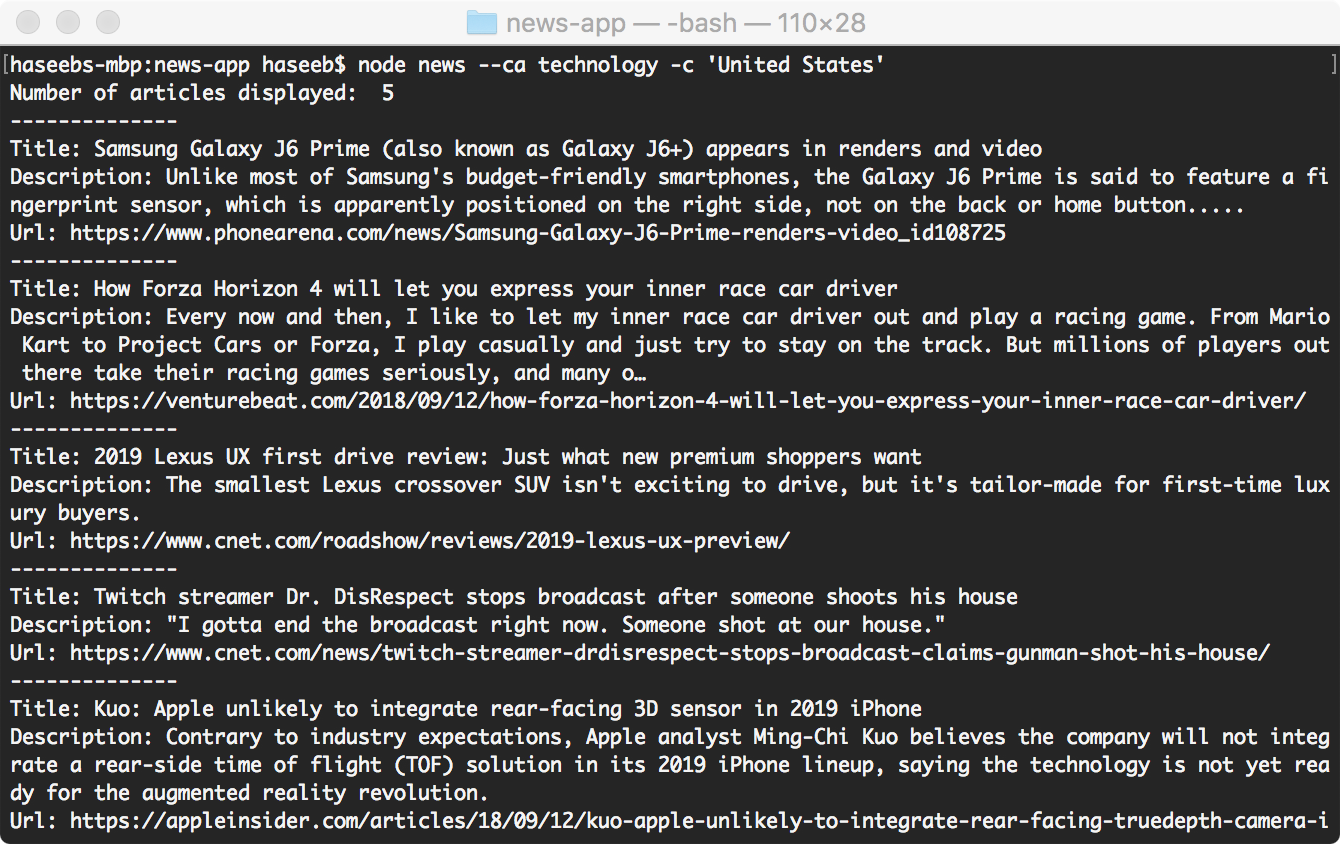 news-app — -bash — 110×28
[haseebs-mbp:news-app haseeb$ node news --ca technology -c 'United States' ]
Number of articles displayed:  5
--------------
Title: Samsung Galaxy J6 Prime (also known as Galaxy J6+) appears in renders and video
Description: Unlike most of Samsung's budget-friendly smartphones, the Galaxy J6 Prime is said to feature a fi
ngerprint sensor, which is apparently positioned on the right side, not on the back or home button.....
Url: https://www.phonearena.com/news/Samsung-Galaxy-J6-Prime-renders-video_id108725
--------------
Title: How Forza Horizon 4 will let you express your inner race car driver
Description: Every now and then, I like to let my inner race car driver out and play a racing game. From Mario
 Kart to Project Cars or Forza, I play casually and just try to stay on the track. But millions of players out
 there take their racing games seriously, and many o…
Url: https://venturebeat.com/2018/09/12/how-forza-horizon-4-will-let-you-express-your-inner-race-car-driver/
--------------
Title: 2019 Lexus UX first drive review: Just what new premium shoppers want
Description: The smallest Lexus crossover SUV isn't exciting to drive, but it's tailor-made for first-time lux
ury buyers.
Url: https://www.cnet.com/roadshow/reviews/2019-lexus-ux-preview/
--------------
Title: Twitch streamer Dr. DisRespect stops broadcast after someone shoots his house
Description: "I gotta end the broadcast right now. Someone shot at our house."
Url: https://www.cnet.com/news/twitch-streamer-drdisrespect-stops-broadcast-claims-gunman-shot-his-house/
--------------
Title: Kuo: Apple unlikely to integrate rear-facing 3D sensor in 2019 iPhone
Description: Contrary to industry expectations, Apple analyst Ming-Chi Kuo believes the company will not integ
rate a rear-side time of flight (TOF) solution in its 2019 iPhone lineup, saying the technology is not yet rea
dy for the augmented reality revolution.
Url: https://appleinsider.com/articles/18/09/12/kuo-apple-unlikely-to-integrate-rear-facing-truedepth-camera-i